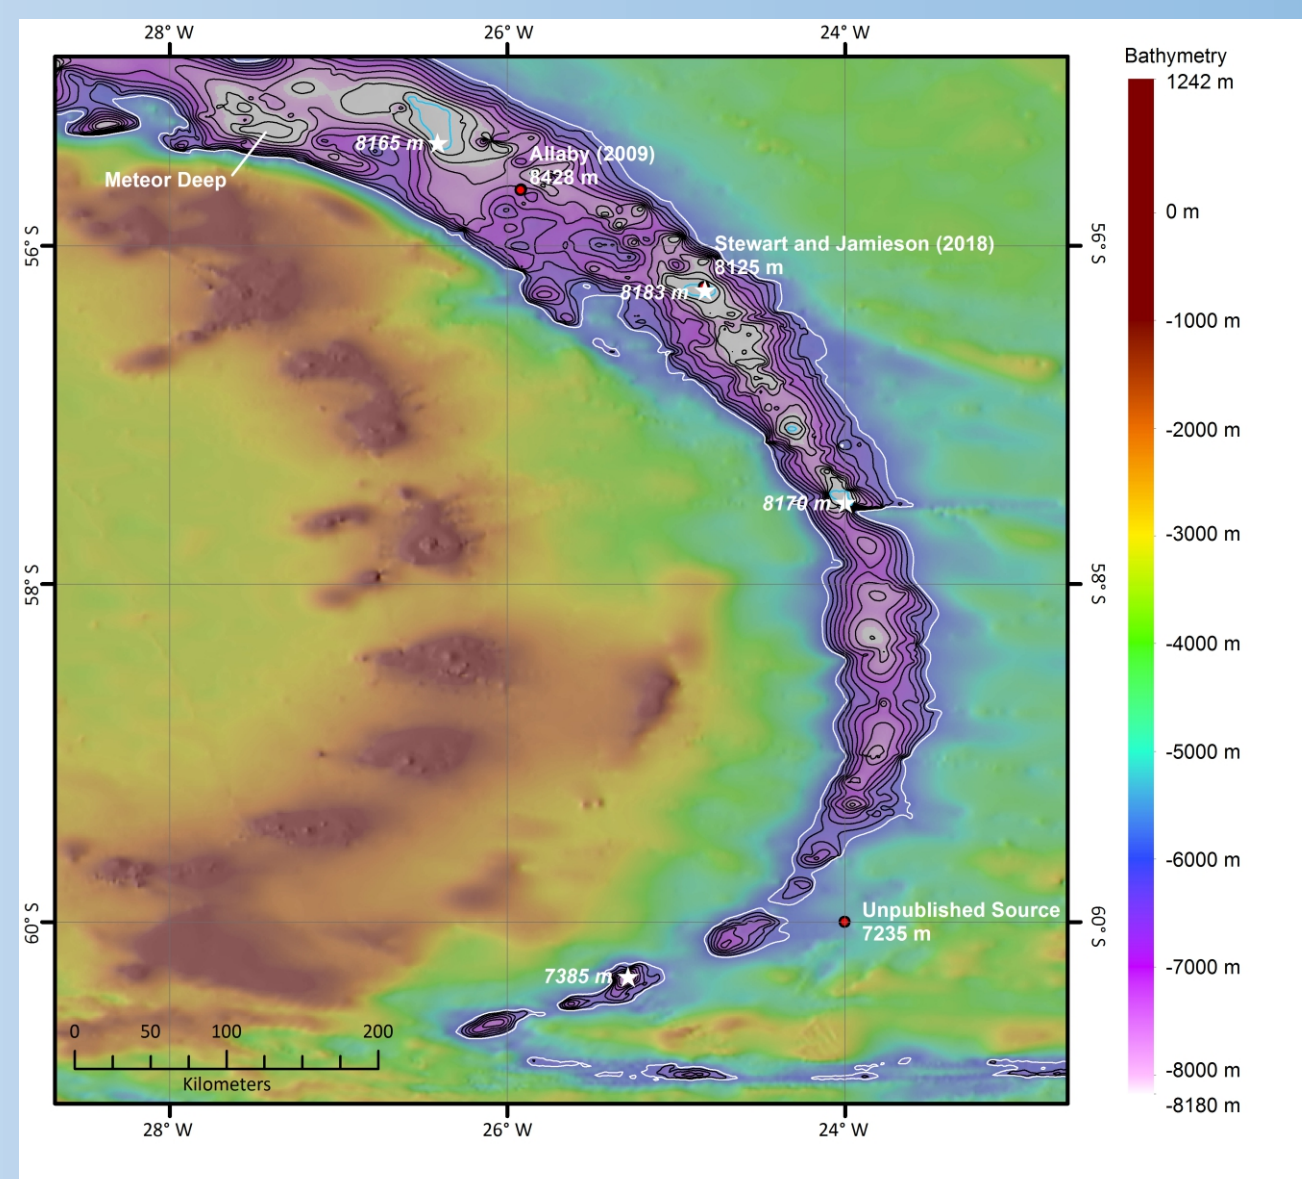 28° W
26° W
24° W
Bathymetry
1242 m
0 m
-1000 m
-2000 m
-3000 m
-4000 m
-5000 m
-6000 m
-7000 m
-8000 m
-8180 m
8165 m
Allaby (2009)
8428 m
Meteor Deep
56° S
56° S
Stewart and Jamieson (2018)
8125 m
8183 m
8170 m
58° S
58° S
60° S
60° S
Unpublished Source
7235 m
7385 m
0 50 100 200
Kilometers
28° W
26° W
24° W